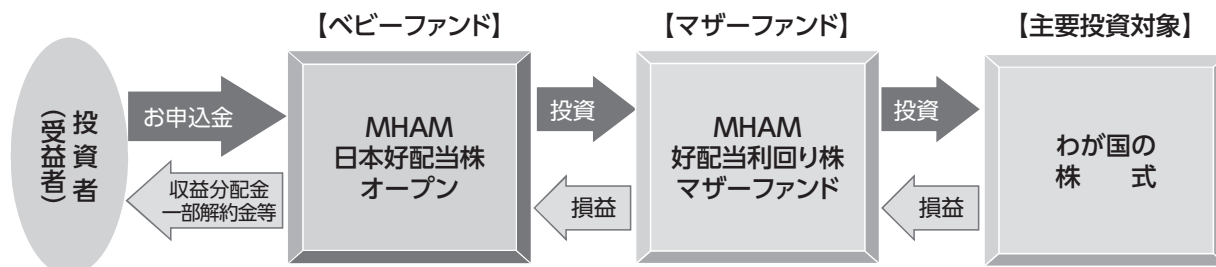 【ベビーファンド】
【マザーファンド】
【主要投資対象】
投資者
(受益者)
お申込金
収益分配金
一部解約金等
MHAM
日本好配当株
オープン
投資
損益
MHAM
好配当利回り株
マザーファンド
投資
損益
わが国の
株　　式